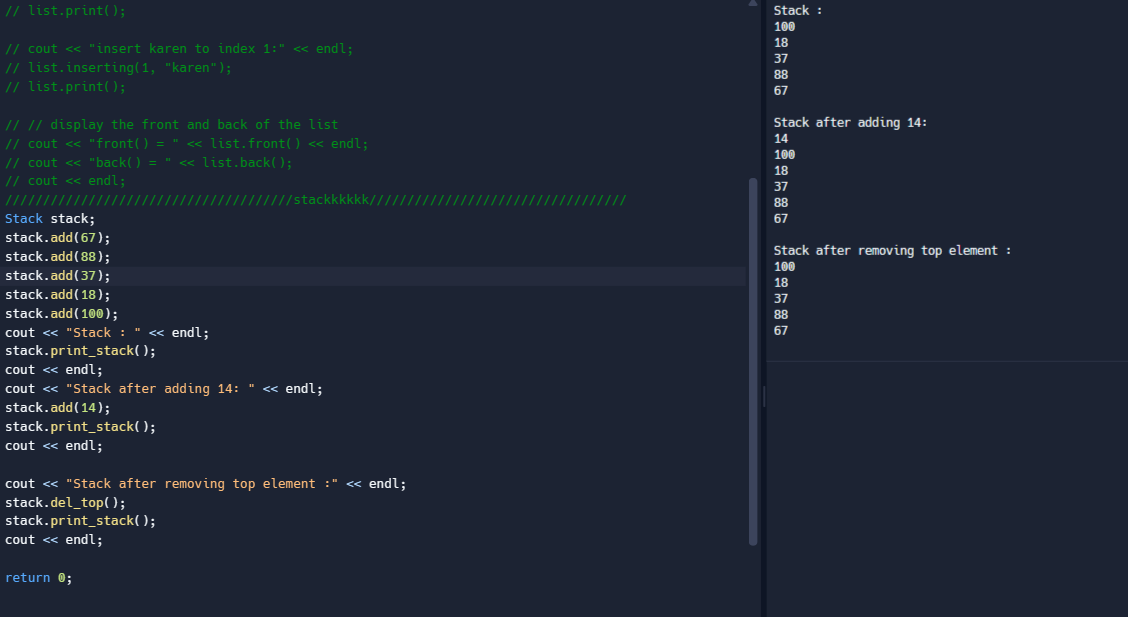 // list.print();
// cout << "insert karen to index 1:" << endl;
// list.inserting(1, "karen");
// list.print();
// // display the front and back of the list
// cout << "front() = " << list.front() << endl;
// cout << "back() = " << list.back();
// cout << endl;
//////////////////////////////////////stackkkkkk//////////////////////////////////
Stack stack;
stack.add(67);
stack.add(88);
stack.add(37);
stack.add(18);
stack.add(100);
cout << "Stack : " << endl;
stack.print_stack();
cout << endl;
cout << "Stack after adding 14: " << endl;
stack.add(14);
stack.print_stack();
cout << endl;
cout << "Stack after removing top element :" << endl;
stack.del_top();
stack.print_stack();
cout << endl;
return 0;
Stack :
100
18
37
88
67
Stack after adding 14:
14
100
18
37
88
67
Stack after removing top element :
100
18
37
88
67